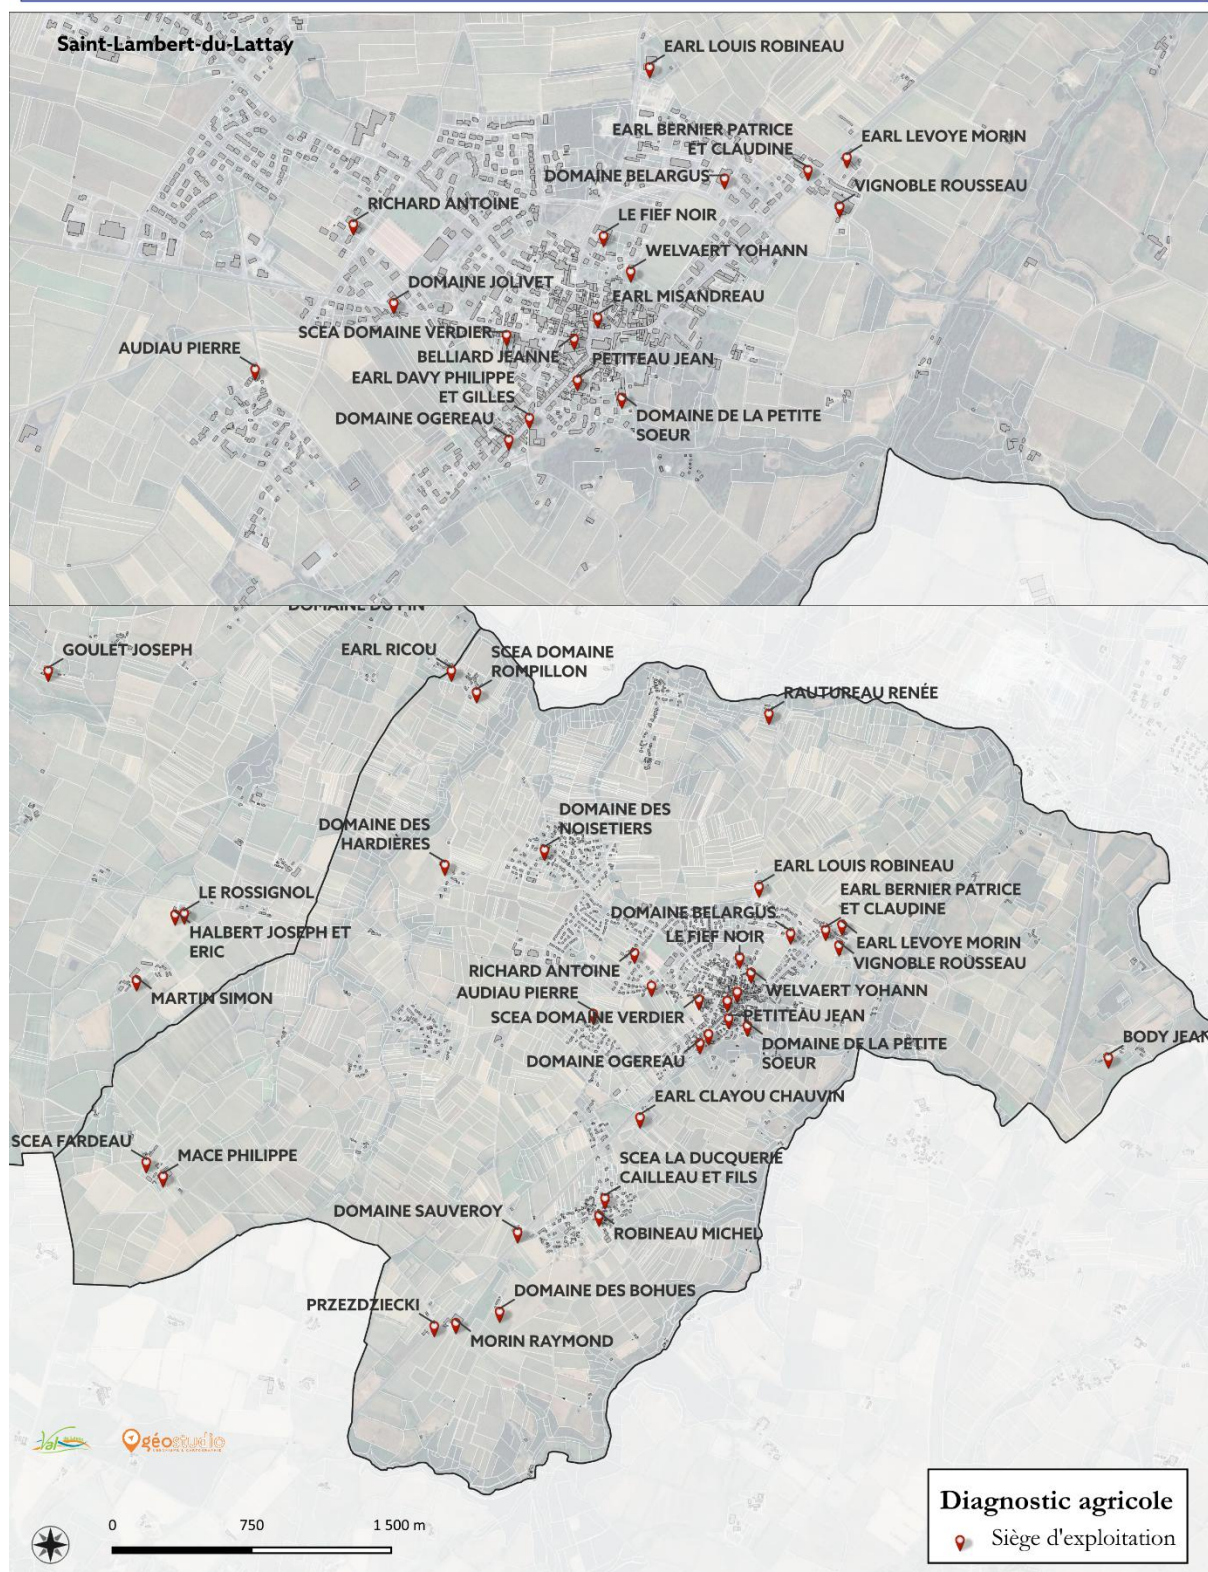 Saint-Lambert-du-Lattay
EARL LOUIS ROBINEAU
EARL BERNIER PATRICE
ET CLAUDINE
EARL LEVOYE MORIN
DOMAINE BELARGUS
VIGNOBLE ROUSSEAU
RICHARD ANTOINE
LE FIEF NOIR
WELVAERT YOHANN
DOMAINE JOLIVET
EARL MISANDREAU
SCEA DOMAINE VERDIER
AUDIAU PIERRE
BELLIARD JEANNE
PETITEAU JEAN
EARL DAVY PHILIPPE
ET GILLES
DOMAINE OGEREAU
DOMAINE DE LA PETITE
SOEUR
DOMAINE DU PIN
GOULET JOSEPH
EARL RICOU
SCEA DOMAINE
ROMPILLON
RAUTUREAU RENÉE
DOMAINE DES
NOISETIERS
DOMAINE DES
HARDIÈRES
EARL LOUIS ROBINEAU
LE ROSSIGNOL
EARL BERNIER PATRICE
ET CLAUDINE
DOMAINE BELARGUS
HALBERT JOSEPH ET
ERIC
LE FIEF NOIR
EARL LEVOYE MORIN
VIGNOBLE ROUSSEAU
RICHARD ANTOINE
MARTIN SIMON
AUDIAU PIERRE
WELVAERT YOHANN
SCEA DOMAINE VERDIER
PETITEAU JEAN
DOMAINE OGEREAU
DOMAINE DE LA PETITE
SOEUR
BODY JEAN
EARL CLAYOU CHAUVIN
SCEA FARDEAU
MACE PHILIPPE
SCEA LA DUCQUERIE
CAILLEAU ET FILS
DOMAINE SAUVEROY
ROBINEAU MICHEL
DOMAINE DES BOHUES
PRZEZDZIECKI
MORIN RAYMOND
Val
géostudio
Diagnostic agricole
Siège d'exploitation
0 750 1 500 m